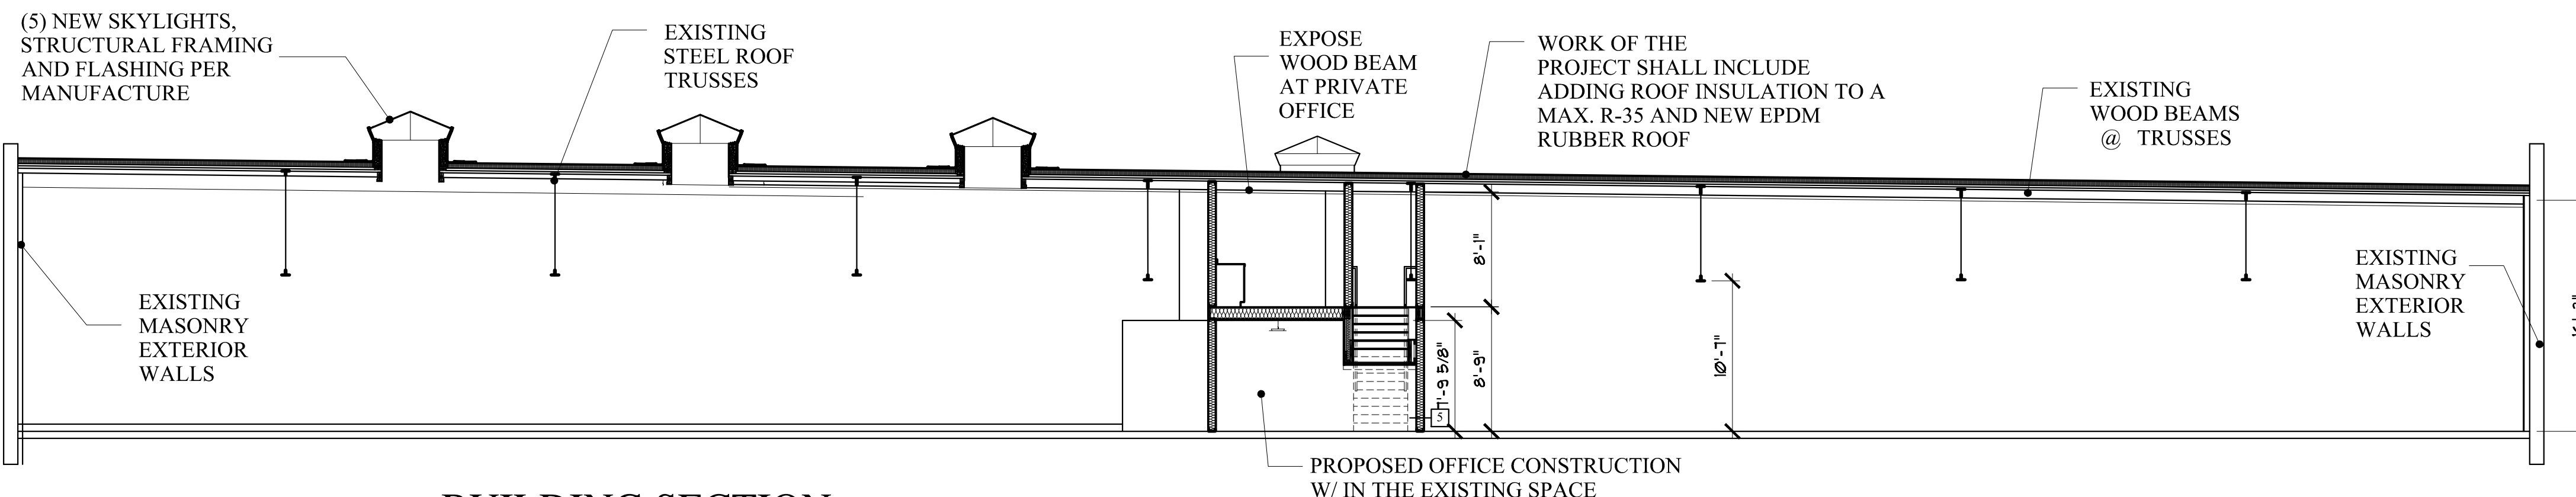 (5) NEW SKYLIGHTS,
STRUCTURAL FRAMING
AND FLASHING PER
MANUFACTURE
EXISTING
STEEL ROOF
TRUSSES
EXPOSE
WOOD BEAM
AT PRIVATE
OFFICE
WORK OF THE
PROJECT SHALL INCLUDE
ADDING ROOF INSULATION TO A
MAX. R-35 AND NEW EPDM
RUBBER ROOF
EXISTING
WOOD BEAMS
@ TRUSSES
EXISTING
MASONRY
EXTERIOR
WALLS
8'-1"
7'-9 5/8"
8'-9"
10'-7"
5
EXISTING
MASONRY
EXTERIOR
WALLS
PROPOSED OFFICE CONSTRUCTION
W/ IN THE EXISTING SPACE
BUILDING SECTION